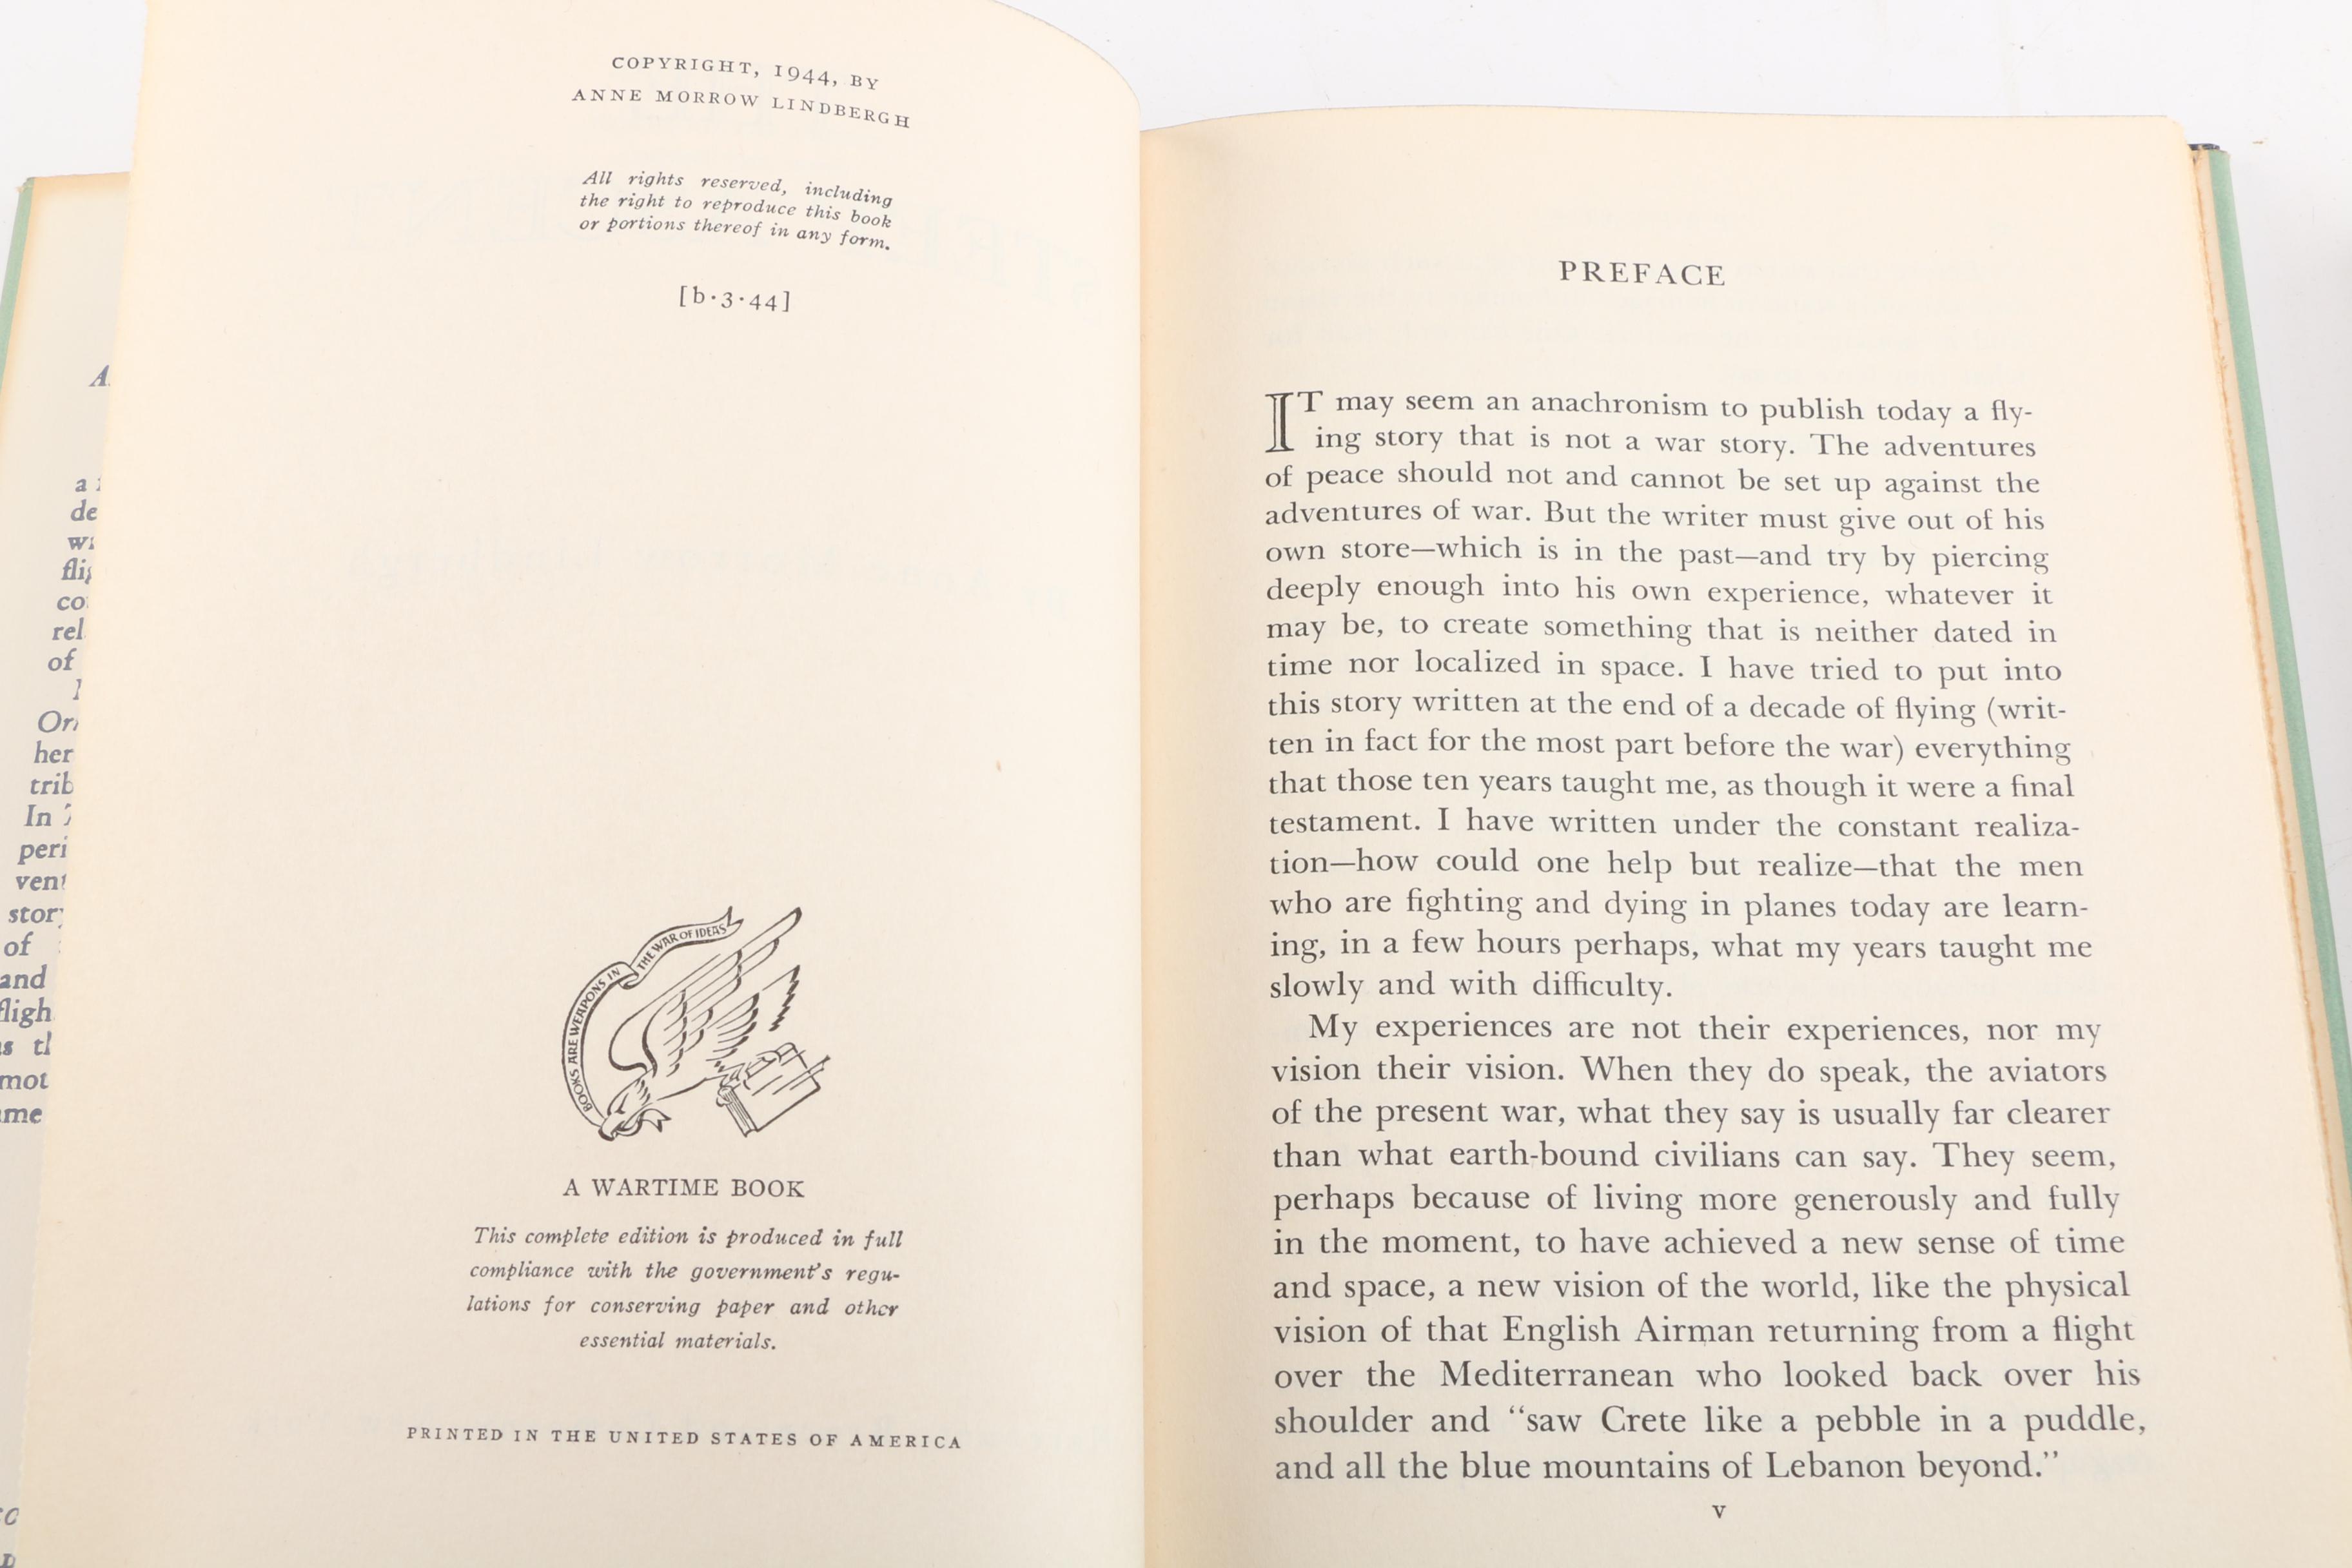 COPYRIGHT, 1944, BY
ANNE MORROW LINDBERGH
All rights reserved, including
the right to reproduce this book
or portions thereof in any form.
[b·3·44]
BOOKS ARE WEAPONS IN THE WAR OF IDEAS
A WARTIME BOOK
This complete edition is produced in full
compliance with the government's regu-
lations for conserving paper and other
essential materials.
PRINTED IN THE UNITED STATES OF AMERICA
PREFACE
IT may seem an anachronism to publish today a fly-
ing story that is not a war story. The adventures
of peace should not and cannot be set up against the
adventures of war. But the writer must give out of his
own store—which is in the past—and try by piercing
deeply enough into his own experience, whatever it
may be, to create something that is neither dated in
time nor localized in space. I have tried to put into
this story written at the end of a decade of flying (writ-
ten in fact for the most part before the war) everything
that those ten years taught me, as though it were a final
testament. I have written under the constant realiza-
tion—how could one help but realize—that the men
who are fighting and dying in planes today are learn-
ing, in a few hours perhaps, what my years taught me
slowly and with difficulty.
My experiences are not their experiences, nor my
vision their vision. When they do speak, the aviators
of the present war, what they say is usually far clearer
than what earth-bound civilians can say. They seem,
perhaps because of living more generously and fully
in the moment, to have achieved a new sense of time
and space, a new vision of the world, like the physical
vision of that English Airman returning from a flight
over the Mediterranean who looked back over his
shoulder and "saw Crete like a pebble in a puddle,
and all the blue mountains of Lebanon beyond."
v